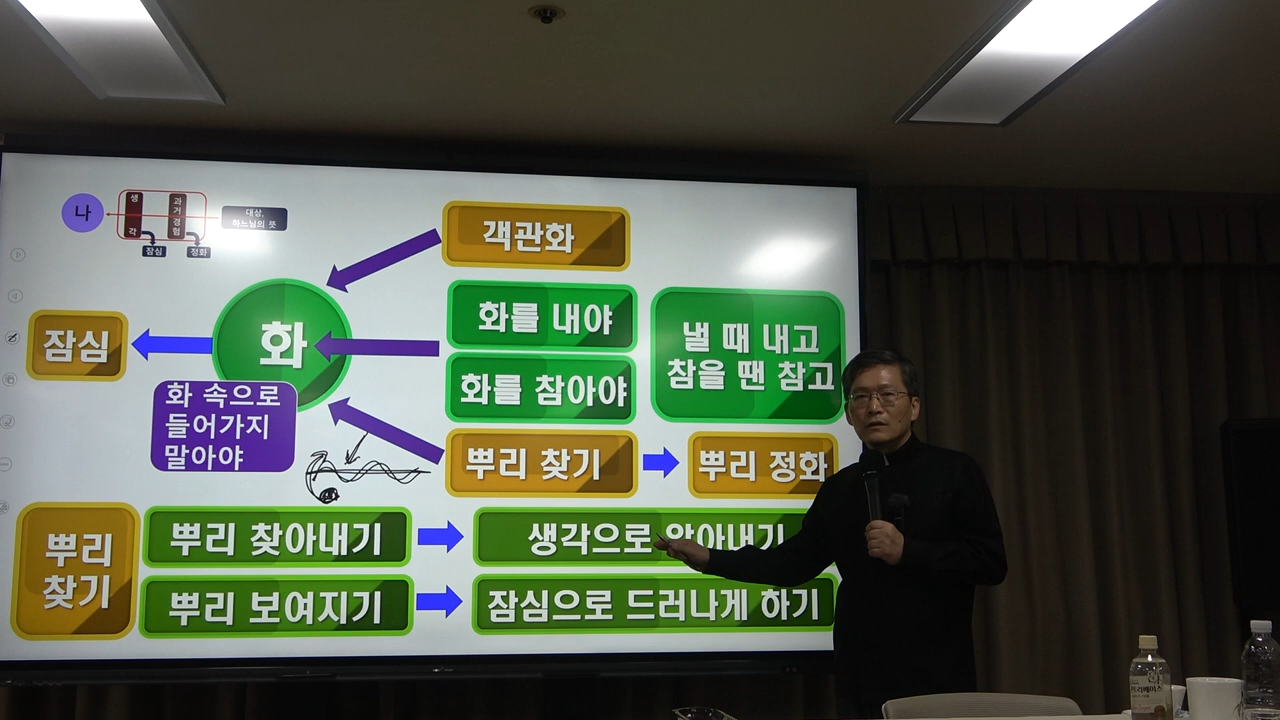 나
생각
과거경험
대상,
하느님의 뜻
잠심
정화
객관화
화를 내야
화를 참아야
낼 때 내고
참을 땐 참고
잠심
화
화 속으로
들어가지
말아야
뿌리 찾기
뿌리 정화
뿌리
찾기
뿌리 찾아내기
생각으로 알아내기
뿌리 보여지기
잠심으로 드러나게 하기